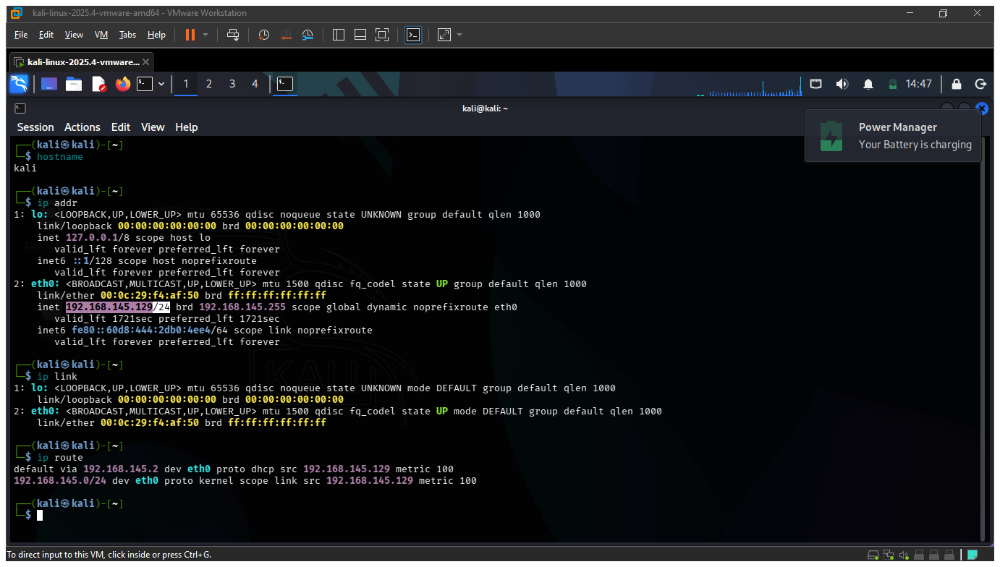 kali-linux-2025.4-vmware-amd64 - VMware Workstation
File Edit View VM Tabs Help
kali-linux-2025.4-vmware...
1 2 3 4 14:47
kali@kali: ~
Session Actions Edit View Help
Power Manager
Your Battery is charging
┌──(kali㉿kali)-[~]
└─$ hostname
kali
┌──(kali㉿kali)-[~]
└─$ ip addr
1: lo: <LOOPBACK,UP,LOWER_UP> mtu 65536 qdisc noqueue state UNKNOWN group default qlen 1000
link/loopback 00:00:00:00:00:00 brd 00:00:00:00:00:00
inet 127.0.0.1/8 scope host lo
valid_lft forever preferred_lft forever
inet6 ::1/128 scope host noprefixroute
valid_lft forever preferred_lft forever
2: eth0: <BROADCAST,MULTICAST,UP,LOWER_UP> mtu 1500 qdisc fq_codel state UP group default qlen 1000
link/ether 00:0c:29:f4:af:50 brd ff:ff:ff:ff:ff:ff
inet 192.168.145.129/24 brd 192.168.145.255 scope global dynamic noprefixroute eth0
valid_lft 1721sec preferred_lft 1721sec
inet6 fe80::60d8:444:2db0:4ee4/64 scope link noprefixroute
valid_lft forever preferred_lft forever
┌──(kali㉿kali)-[~]
└─$ ip link
1: lo: <LOOPBACK,UP,LOWER_UP> mtu 65536 qdisc noqueue state UNKNOWN mode DEFAULT group default qlen 1000
link/loopback 00:00:00:00:00:00 brd 00:00:00:00:00:00
2: eth0: <BROADCAST,MULTICAST,UP,LOWER_UP> mtu 1500 qdisc fq_codel state UP mode DEFAULT group default qlen 1000
link/ether 00:0c:29:f4:af:50 brd ff:ff:ff:ff:ff:ff
┌──(kali㉿kali)-[~]
└─$ ip route
default via 192.168.145.2 dev eth0 proto dhcp src 192.168.145.129 metric 100
192.168.145.0/24 dev eth0 proto kernel scope link src 192.168.145.129 metric 100
┌──(kali㉿kali)-[~]
└─$
KALI
To direct input to this VM, click inside or press Ctrl+G.